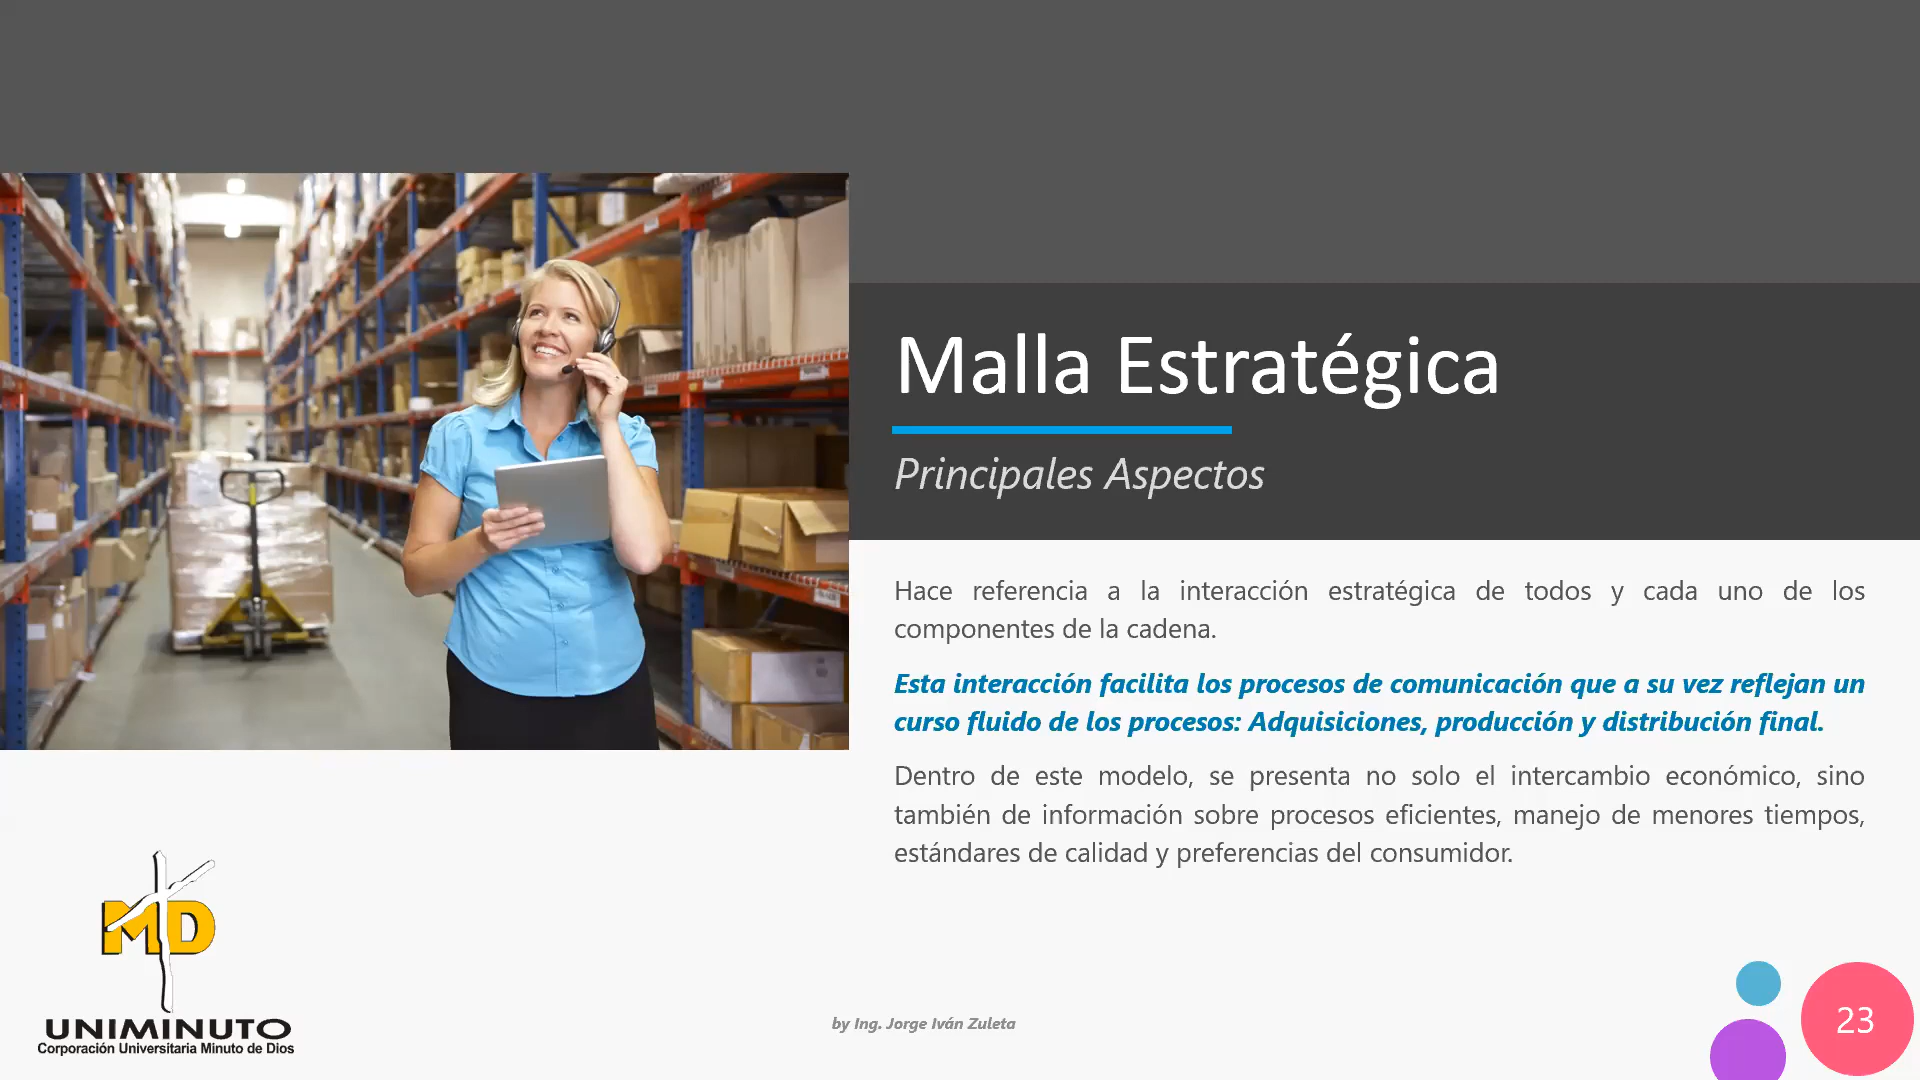 Malla Estratégica
Principales Aspectos
Hace referencia a la interacción estratégica de todos y cada uno de los
componentes de la cadena.
Esta interacción facilita los procesos de comunicación que a su vez reflejan un
curso fluido de los procesos: Adquisiciones, producción y distribución final.
Dentro de este modelo, se presenta no solo el intercambio económico, sino
también de información sobre procesos eficientes, manejo de menores tiempos,
estándares de calidad y preferencias del consumidor.
MD
UNIMINUTO
Corporación Universitaria Minuto de Dios
by Ing. Jorge Iván Zuleta
23